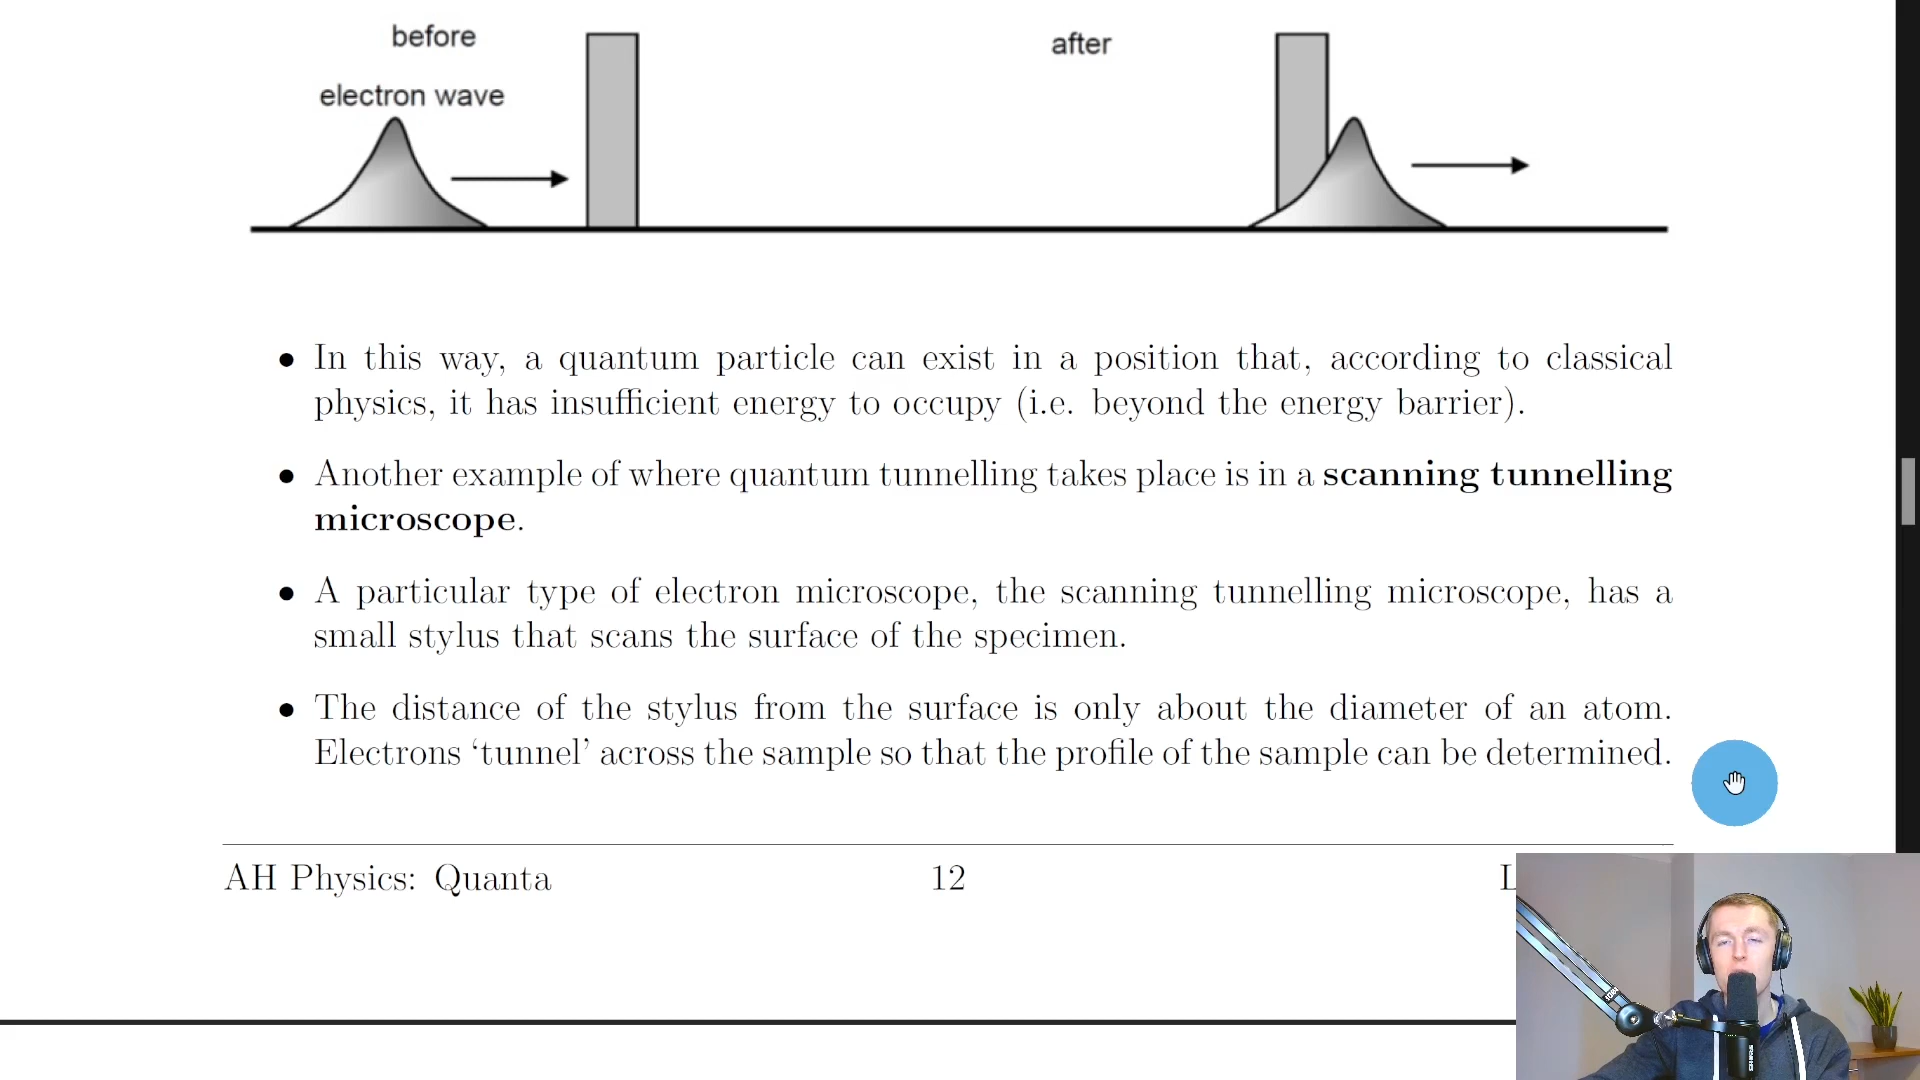 before
after
electron wave
• In this way, a quantum particle can exist in a position that, according to classical
physics, it has insufficient energy to occupy (i.e. beyond the energy barrier).
• Another example of where quantum tunnelling takes place is in a scanning tunnelling
microscope.
• A particular type of electron microscope, the scanning tunnelling microscope, has a
small stylus that scans the surface of the specimen.
• The distance of the stylus from the surface is only about the diameter of an atom.
Electrons ‘tunnel’ across the sample so that the profile of the sample can be determined.
AH Physics: Quanta 12